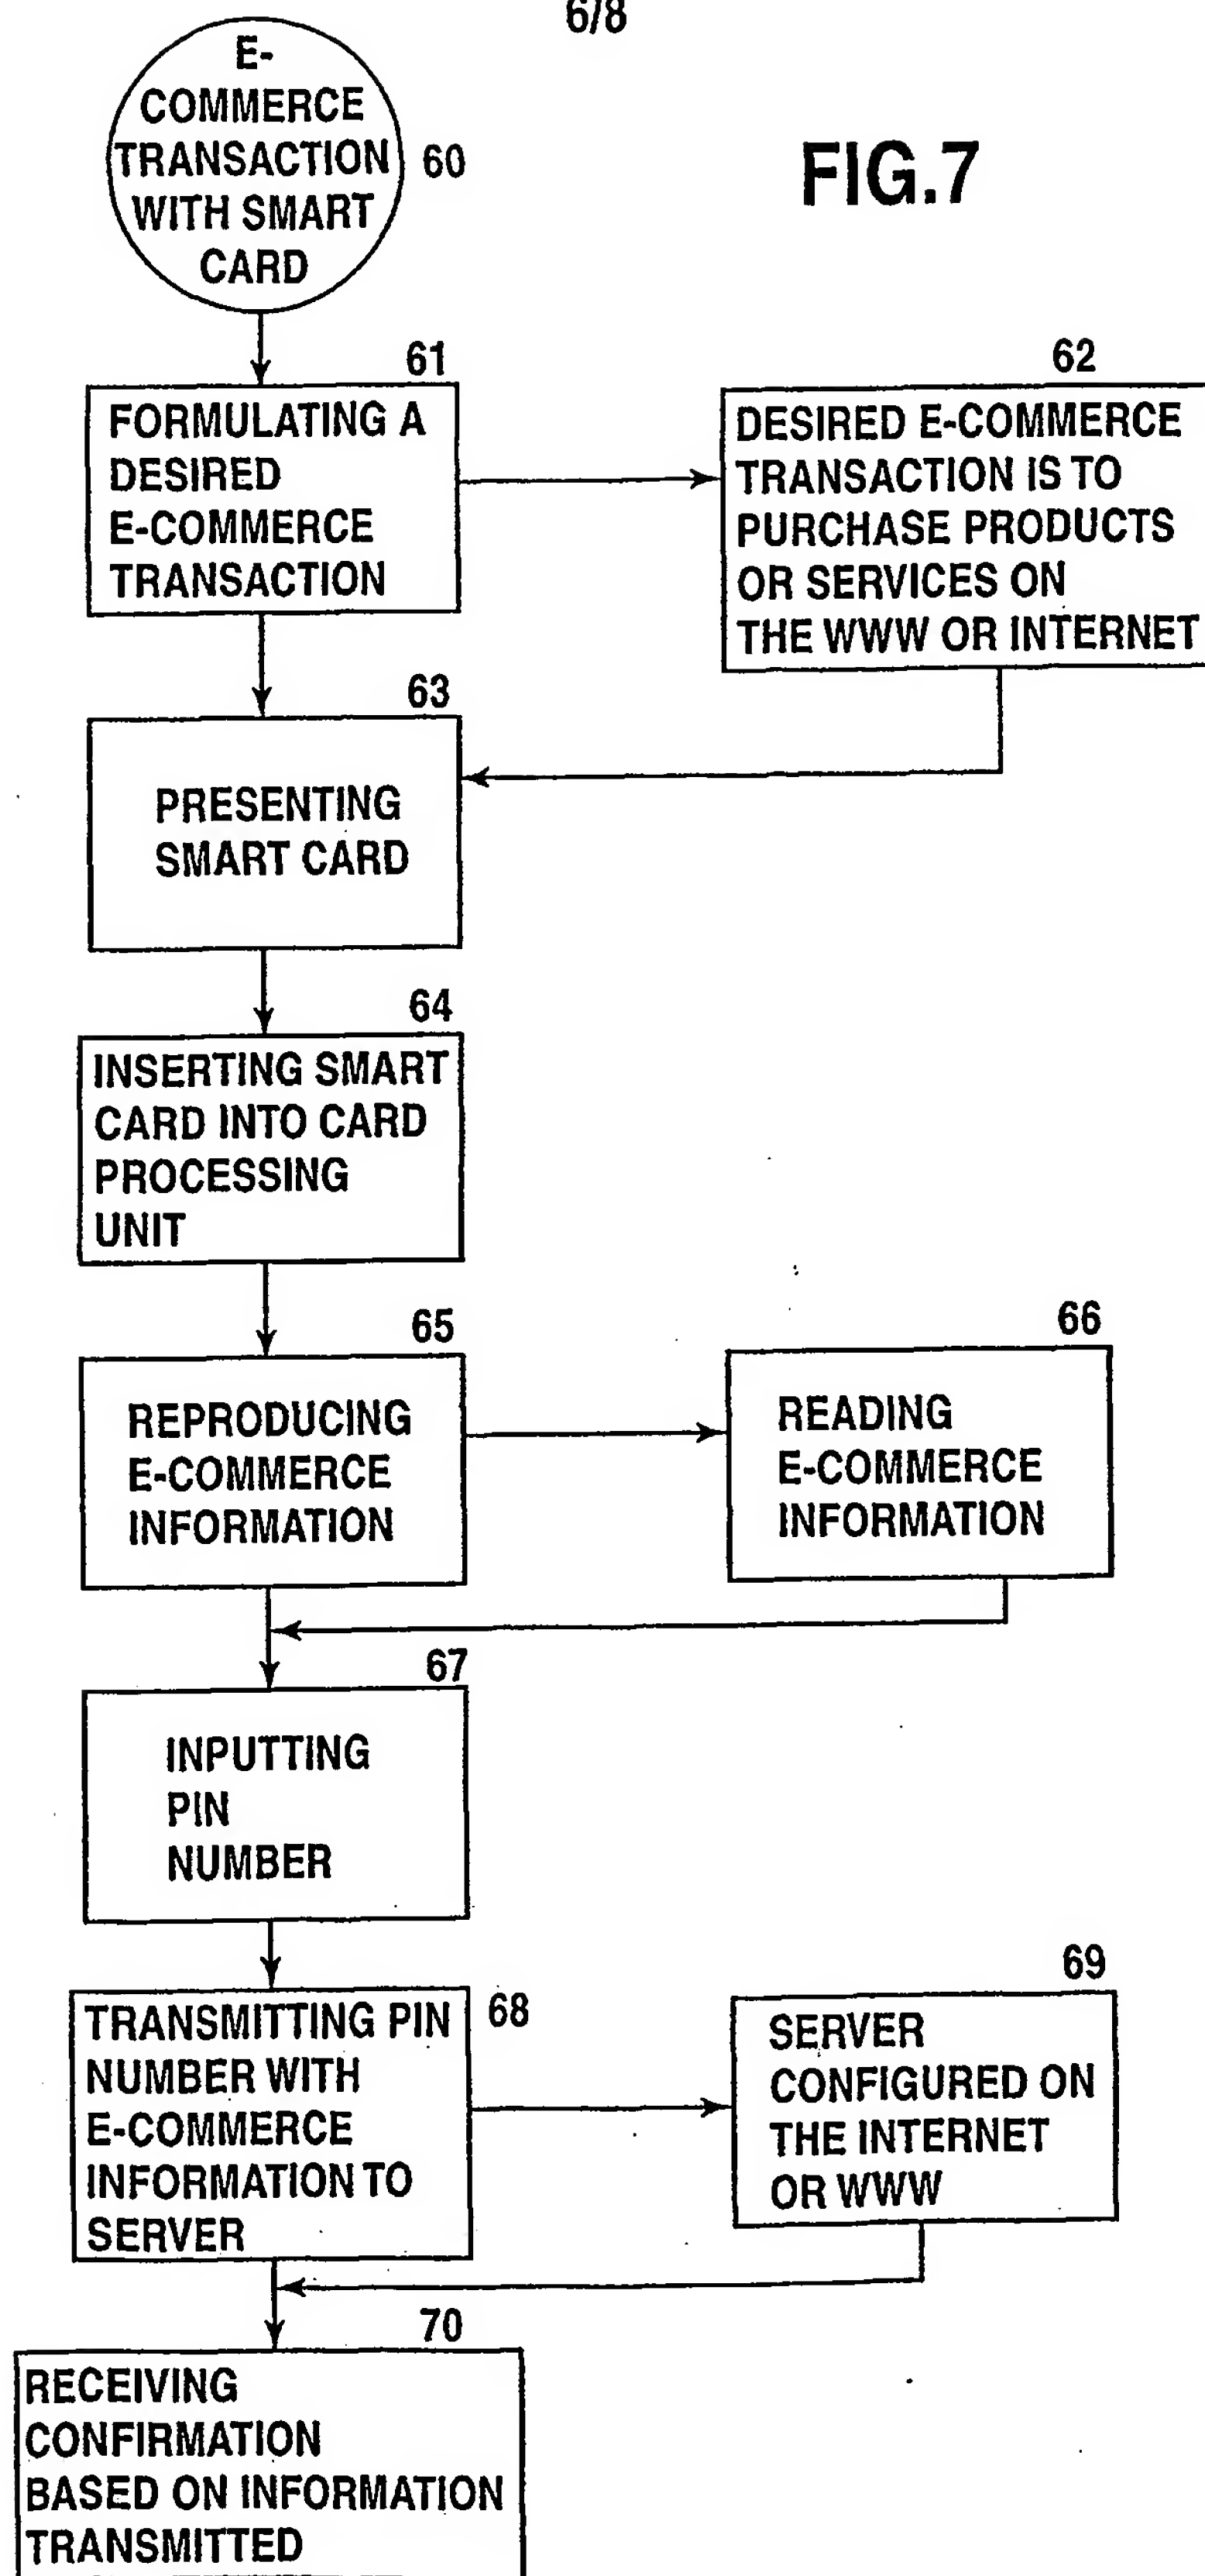 6/8
FIG.7
E-
COMMERCE
TRANSACTION
WITH SMART
CARD
60
61
FORMULATING A
DESIRED
E-COMMERCE
TRANSACTION
62
DESIRED E-COMMERCE
TRANSACTION IS TO
PURCHASE PRODUCTS
OR SERVICES ON
THE WWW OR INTERNET
63
PRESENTING
SMART CARD
64
INSERTING SMART
CARD INTO CARD
PROCESSING
UNIT
65
REPRODUCING
E-COMMERCE
INFORMATION
66
READING
E-COMMERCE
INFORMATION
67
INPUTTING
PIN
NUMBER
68
TRANSMITTING PIN
NUMBER WITH
E-COMMERCE
INFORMATION TO
SERVER
69
SERVER
CONFIGURED ON
THE INTERNET
OR WWW
70
RECEIVING
CONFIRMATION
BASED ON INFORMATION
TRANSMITTED